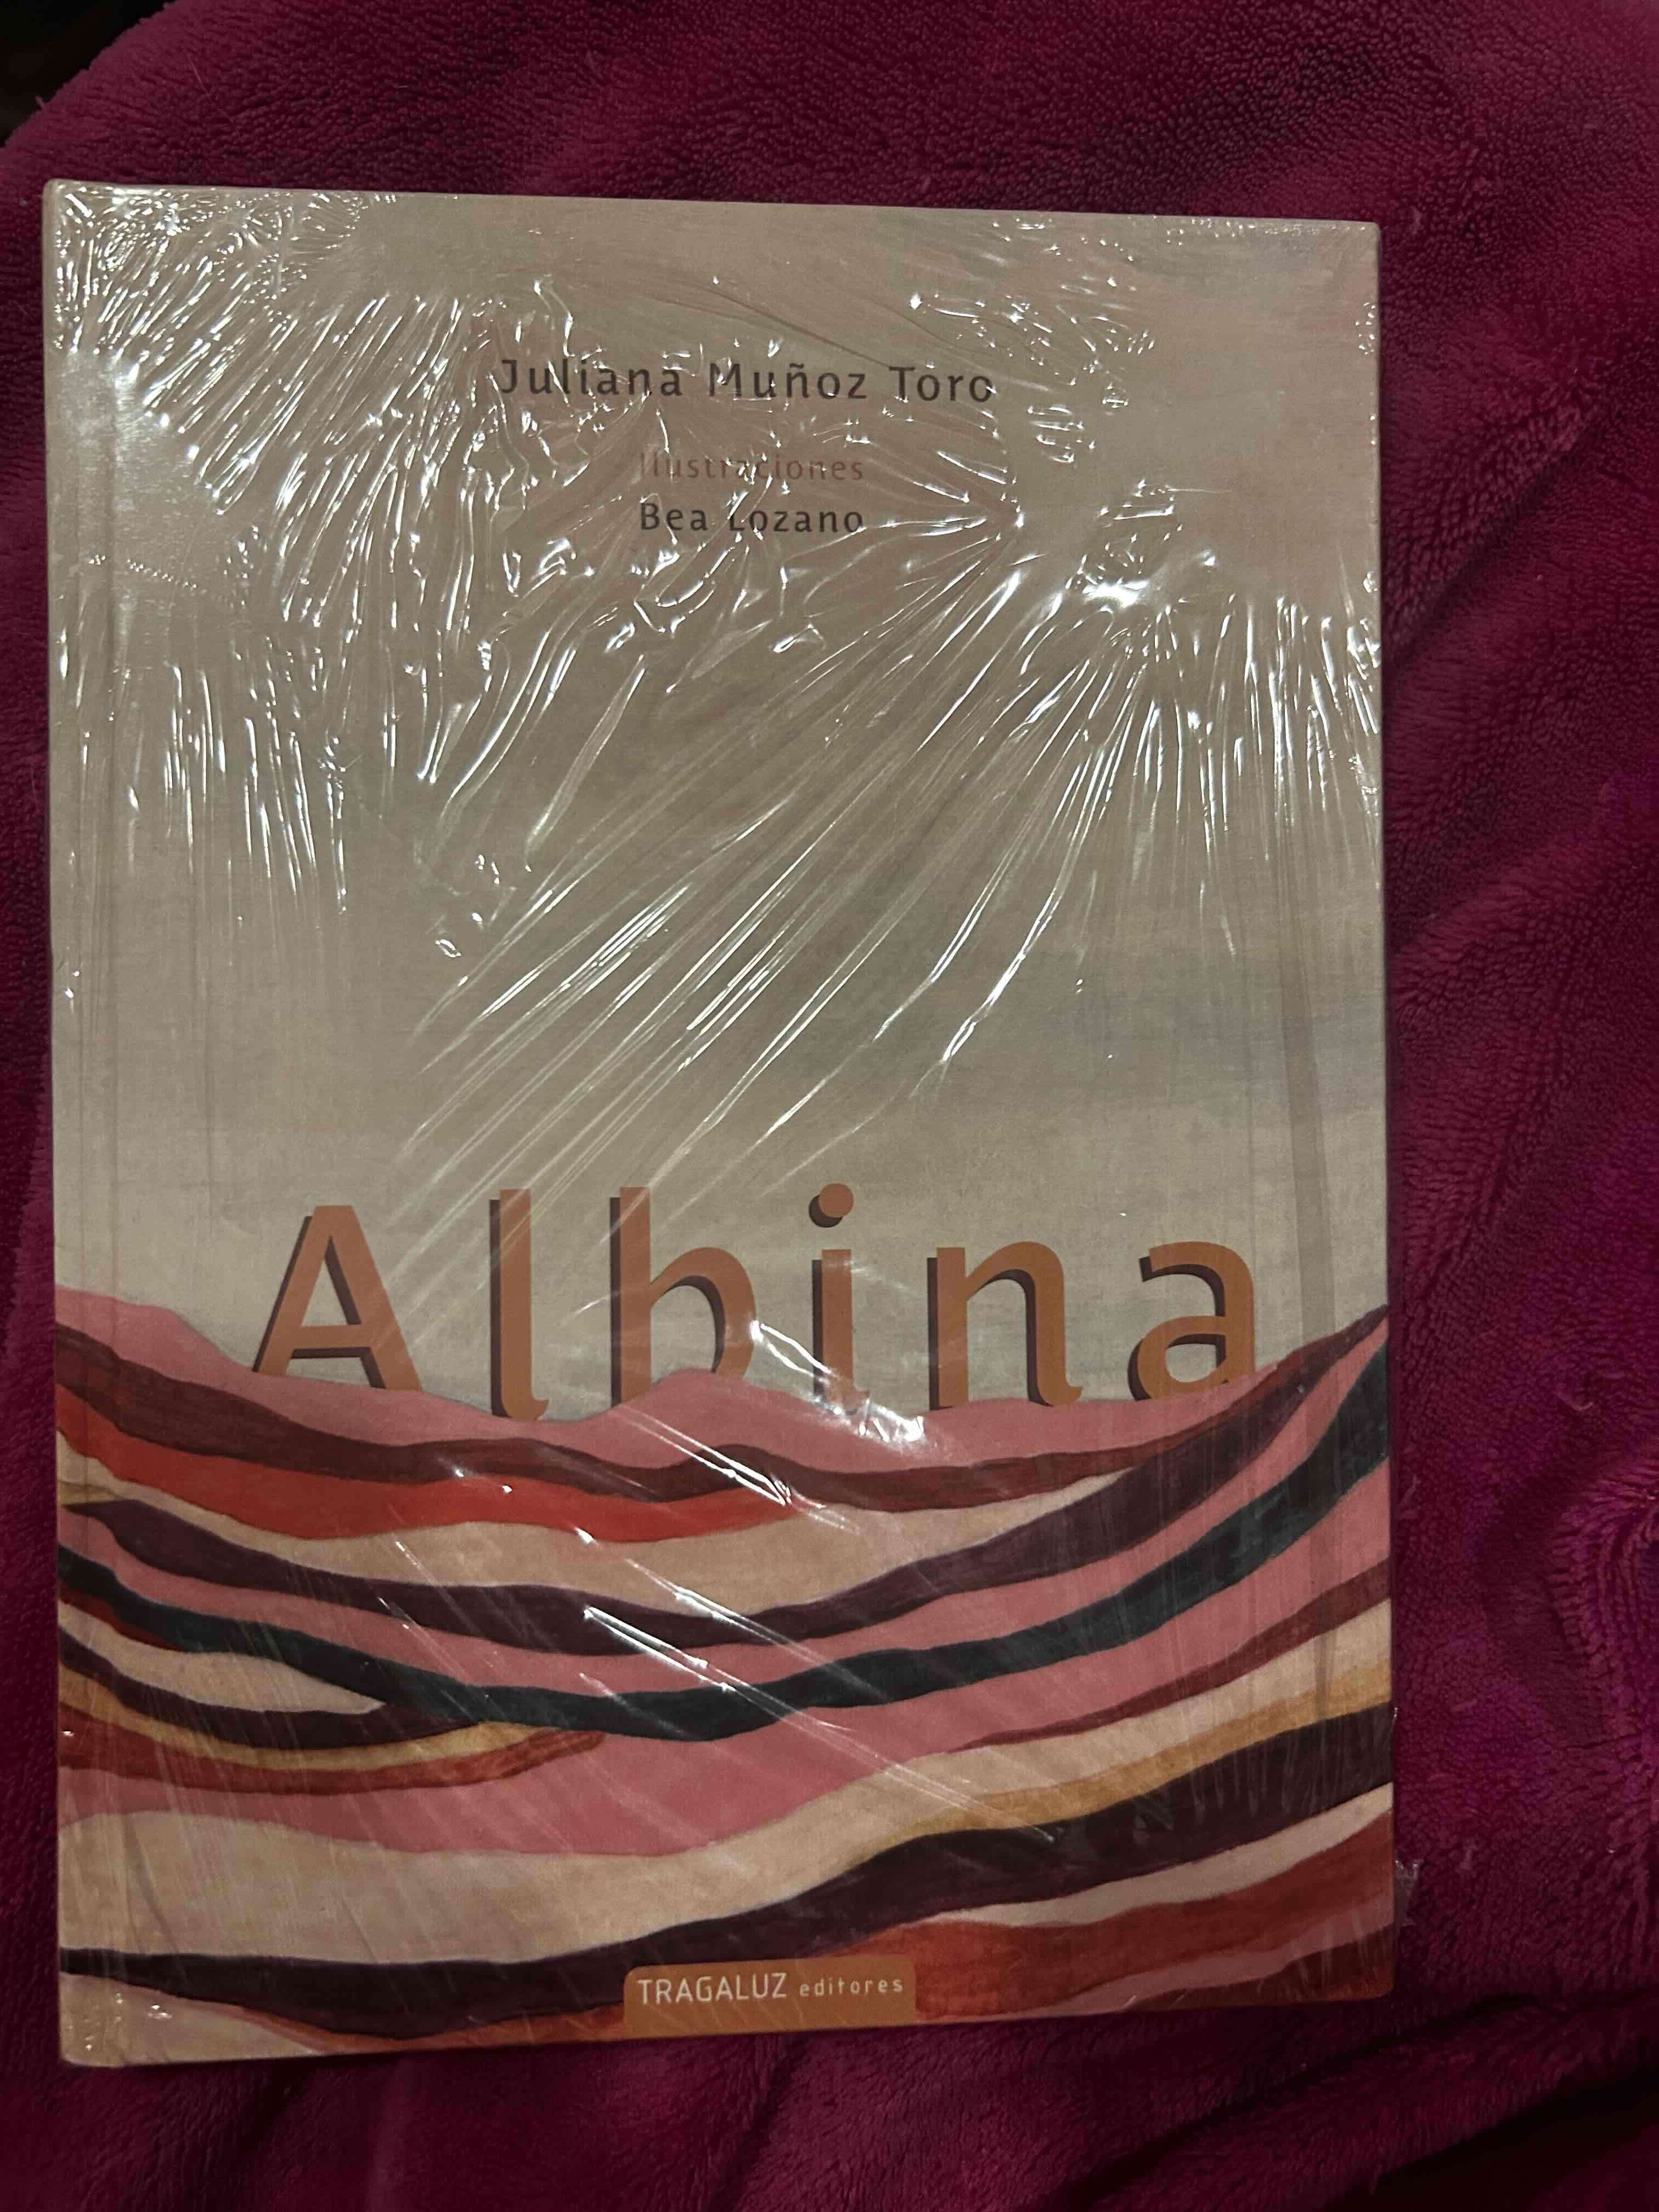 Juliana Muñoz Toro
Ilustraciones
Bea Lozano
Albina
TRAGALUZ editores